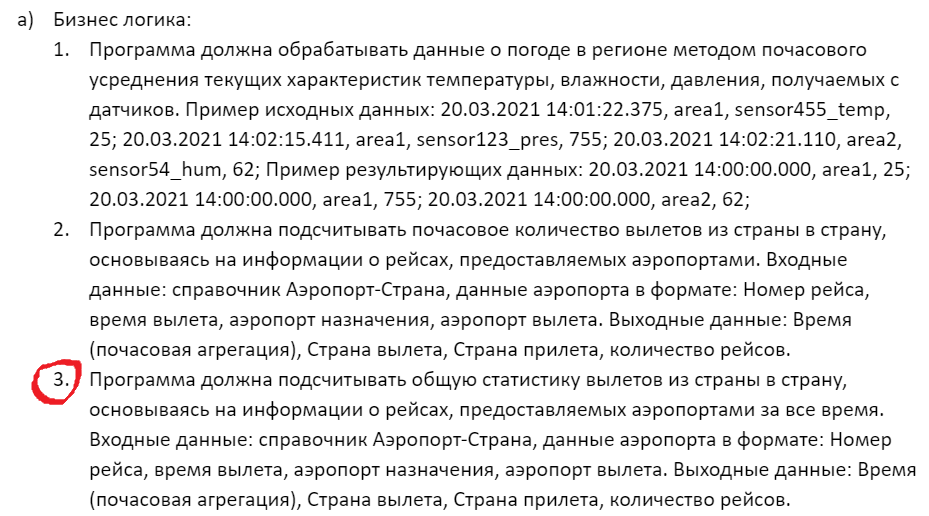 a) Бизнес логика:
1. Программа должна обрабатывать данные о погоде в регионе методом почасового
усреднения текущих характеристик температуры, влажности, давления, получаемых с
датчиков. Пример исходных данных: 20.03.2021 14:01:22.375, area1, sensor455_temp,
25; 20.03.2021 14:02:15.411, area1, sensor123_pres, 755; 20.03.2021 14:02:21.110, area2,
sensor54_hum, 62; Пример результирующих данных: 20.03.2021 14:00:00.000, area1, 25;
20.03.2021 14:00:00.000, area1, 755; 20.03.2021 14:00:00.000, area2, 62;
2. Программа должна подсчитывать почасовое количество вылетов из страны в страну,
основываясь на информации о рейсах, предоставляемых аэропортами. Входные
данные: справочник Аэропорт-Страна, данные аэропорта в формате: Номер рейса,
время вылета, аэропорт назначения, аэропорт вылета. Выходные данные: Время
(почасовая агрегация), Страна вылета, Страна прилета, количество рейсов.
3. Программа должна подсчитывать общую статистику вылетов из страны в страну,
основываясь на информации о рейсах, предоставляемых аэропортами за все время.
Входные данные: справочник Аэропорт-Страна, данные аэропорта в формате: Номер
рейса, время вылета, аэропорт назначения, аэропорт вылета. Выходные данные: Время
(почасовая агрегация), Страна вылета, Страна прилета, количество рейсов.